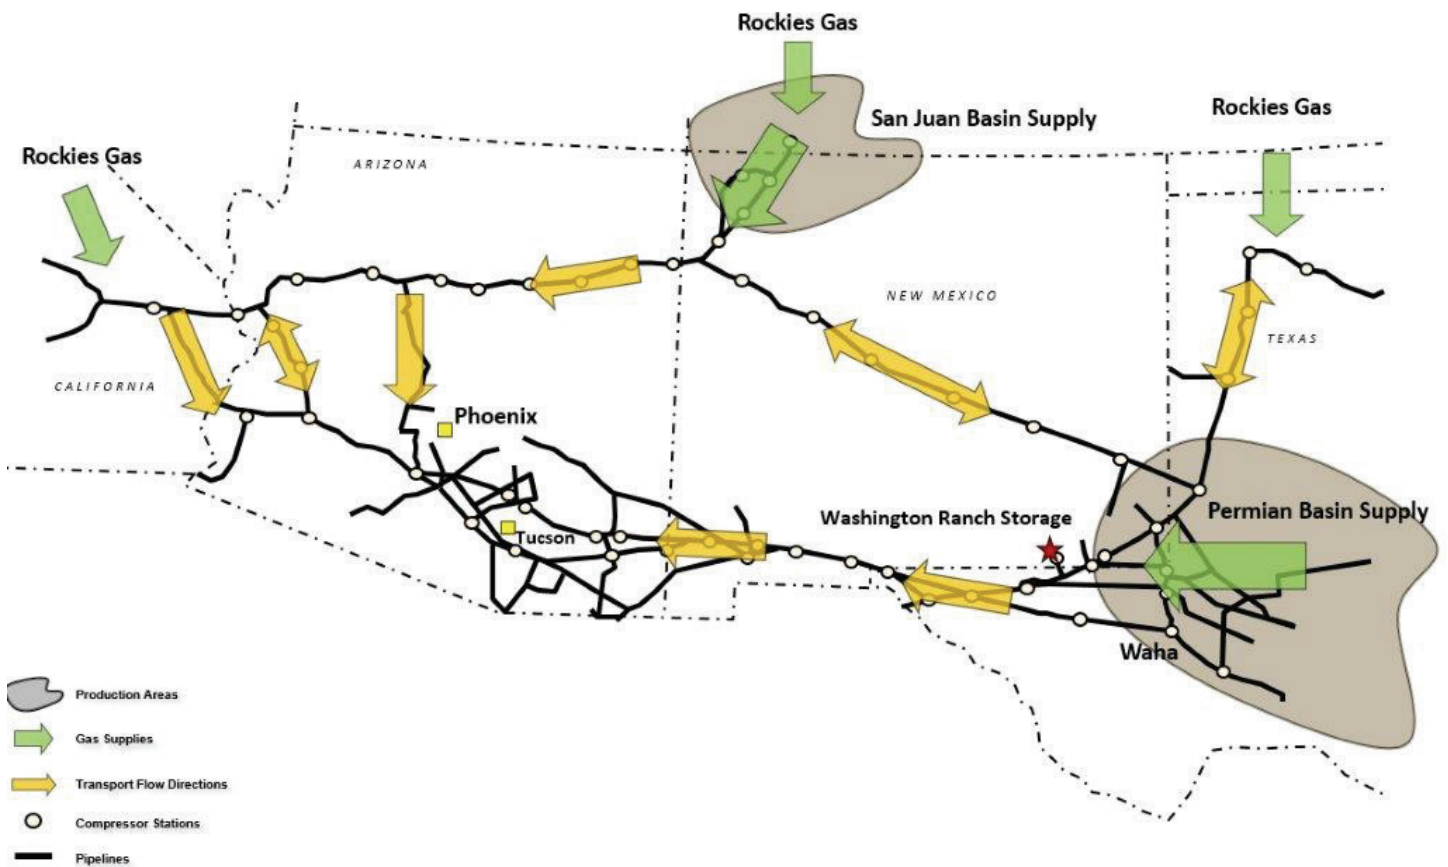 Rockies Gas
San Juan Basin Supply
Rockies Gas
Rockies Gas
ARIZONA
NEW MEXICO
TEXAS
CALIFORNIA
Phoenix
Permian Basin Supply
Washington Ranch Storage
Tucson
Waha
Production Areas
Gas Supplies
Transport Flow Directions
Compressor Stations
Pipelines